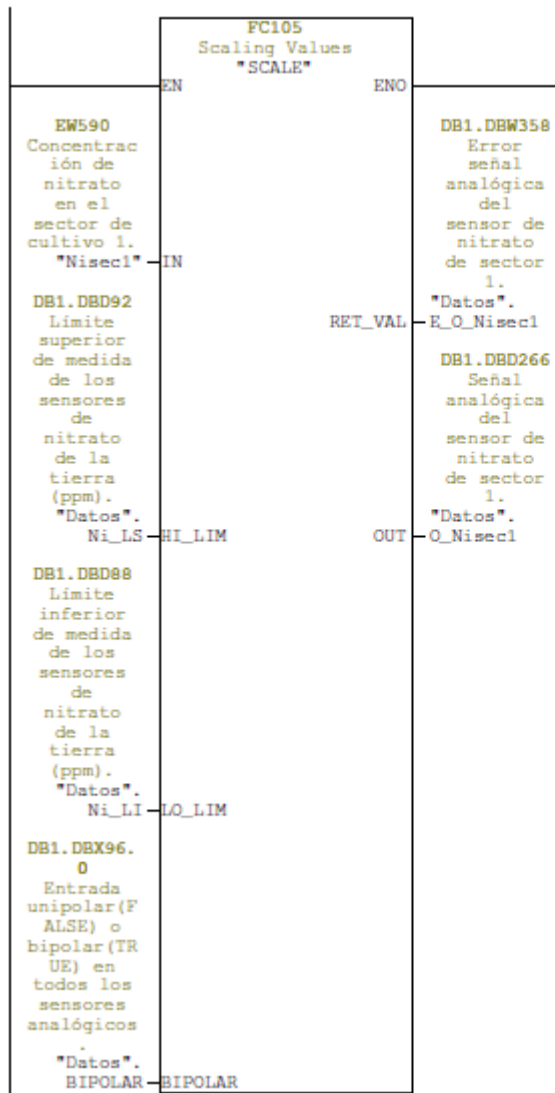 FC105
Scaling Values
"SCALE"
EN
ENO
EW590
Concentrac
ión de
nitrato
en el
sector de
cultivo 1.
"Nisec1"
IN
DB1.DBW358
Error
señal
analógica
del
sensor de
nitrato
de sector
1.
"Datos".
RET_VAL
E_O_Nisec1
DB1.DBD92
Límite
superior
de medida
de los
sensores
de
nitrato
de la
tierra
(ppm).
"Datos".
Ni_LS
HI_LIM
DB1.DBD266
Señal
analógica
del
sensor de
nitrato
de sector
1.
"Datos".
OUT
O_Nisec1
DB1.DBD88
Límite
inferior
de medida
de los
sensores
de
nitrato
de la
tierra
(ppm).
"Datos".
Ni_LI
LO_LIM
DB1.DBX96.
0
Entrada
unipolar(F
ALSE) o
bipolar(TR
UE) en
todos los
sensores
analógicos
.
"Datos".
BIPOLAR
BIPOLAR